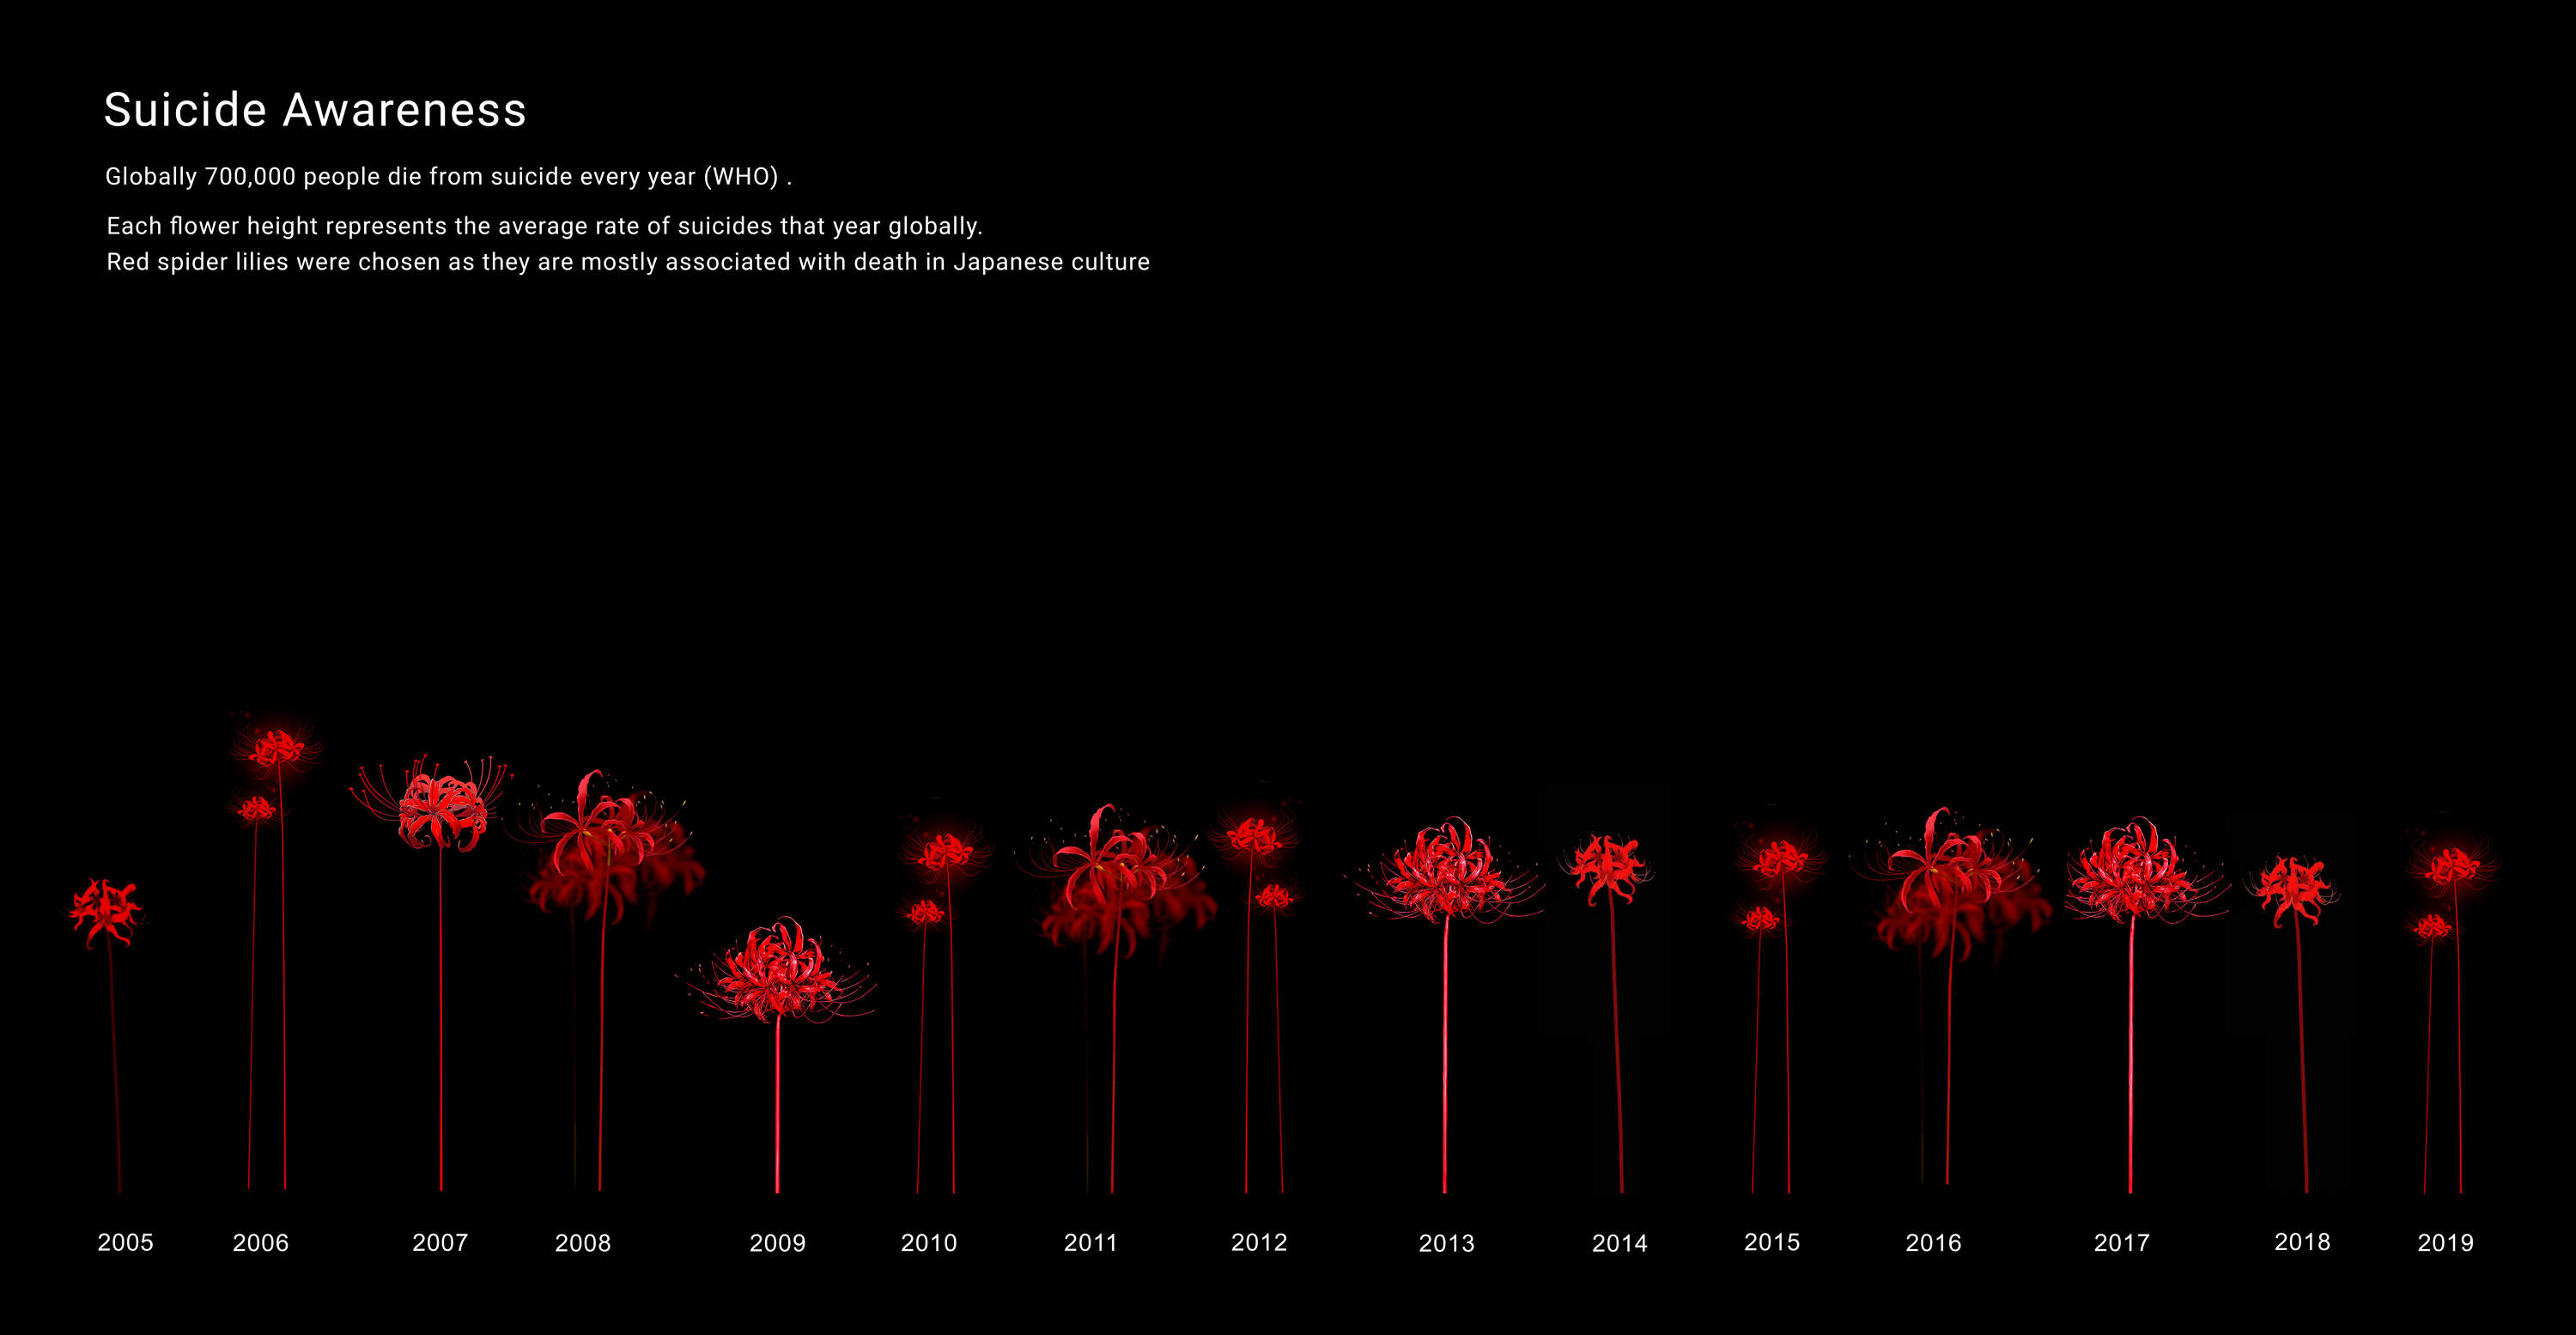 Suicide Awareness
Globally 700,000 people die from suicide every year (WHO) .
Each flower height represents the average rate of suicides that year globally.
Red spider lilies were chosen as they are mostly associated with death in Japanese culture
2005 2006 2007 2008 2009 2010 2011 2012 2013 2014 2015 2016 2017 2018 2019